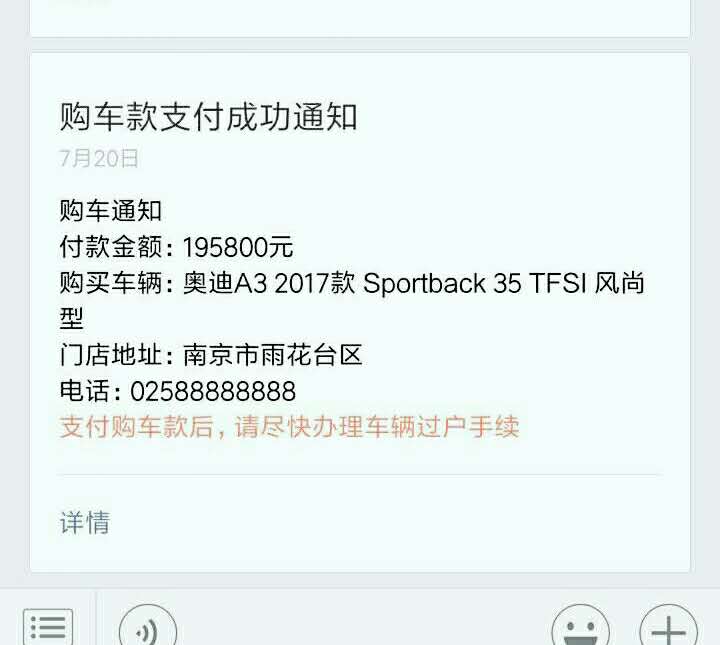 购车款支付成功通知
7月20日
购车通知
付款金额：195800元
购买车辆：奥迪A3 2017款 Sportback 35 TFSI 风尚
型
门店地址：南京市雨花台区
电话：02588888888
支付购车款后，请尽快办理车辆过户手续
详情